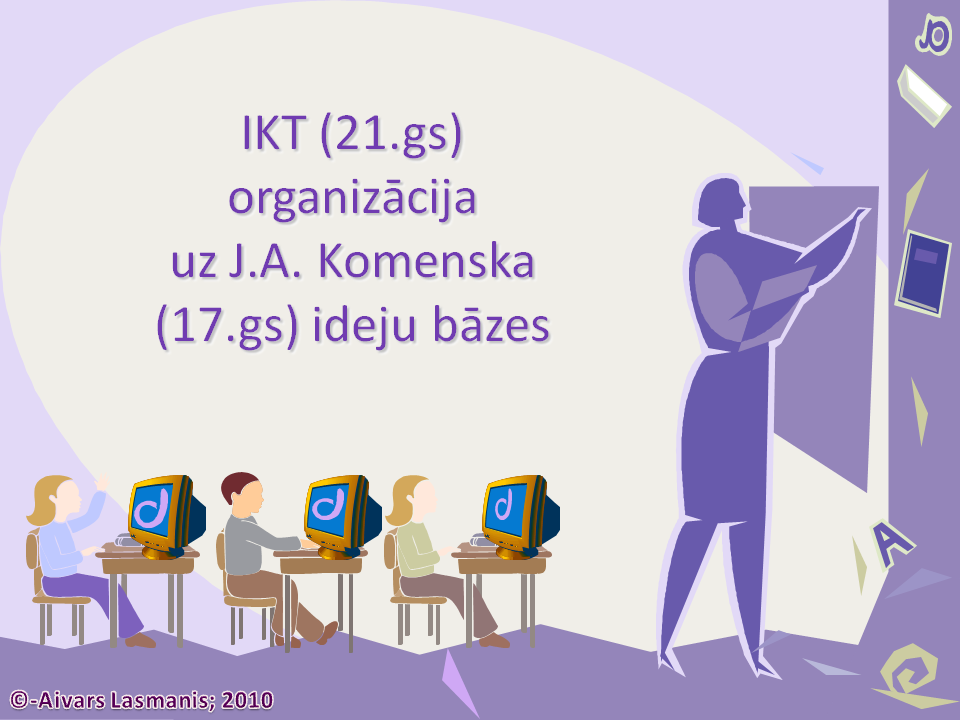 IKT (21.gs)
organizācija
uz J.A. Komenska
(17.gs) ideju bāzes
A
©-Aivars Lasmanis; 2010